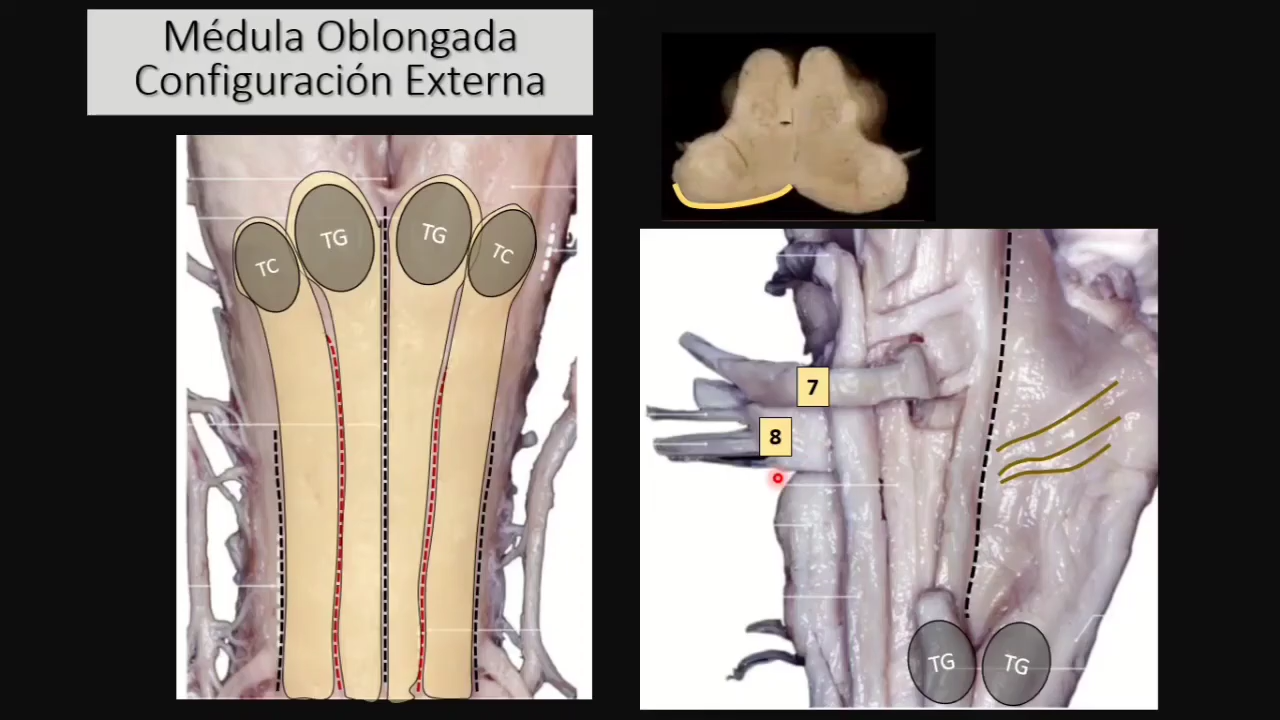 Médula Oblongada
Configuración Externa
TC
TG
TG
TC
7
8
TG
TG